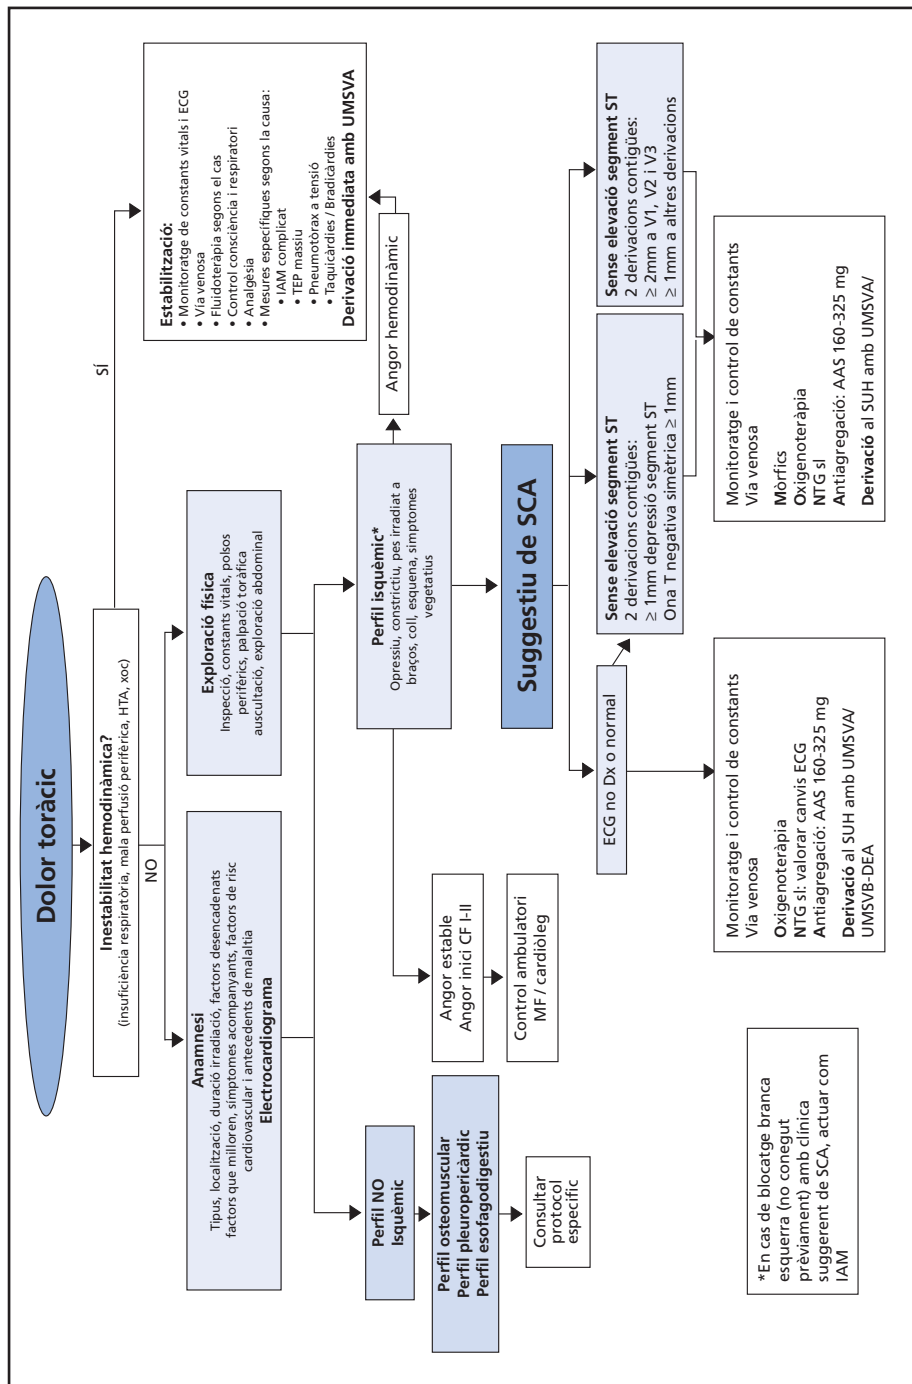 Dolor toràcic
Inestabilitat hemodinàmica?
(insuficiència respiratòria, mala perfusió perifèrica, HTA, xoc)
SÍ
NO
Estabilització:
• Monitoratge de constants vitals i ECG
• Via venosa
• Fluidoteràpia segons el cas
• Control consciència i respiratori
• Analgèsia
• Mesures específiques segons la causa:
• IAM complicat
• TEP massiu
• Pneumotòrax a tensió
• Taquicàrdies / Bradicàrdies
Derivació immediata amb UMSVA
Anamnesi
Tipus, localització, duració irradiació, factors desencadenats
factors que milloren, símptomes acompanyants, factors de risc
cardiovascular i antecedents de malaltia
Electrocardiograma
Exploració física
Inspecció, constants vitals, polsos
perifèrics, palpació toràfica
auscultació, exploració abdominal
Perfil NO
Isquèmic
Perfil osteomuscular
Perfil pleuropericàrdic
Perfil esofagodigestiu
Consultar
protocol
específic
Perfil isquèmic*
Opressiu, constrictiu, pes irradiat a
braços, coll, esquena, símptomes
vegetatius
Angor hemodinàmic
Angor estable
Angor inici CF I-II
Control ambulatori
MF / cardiòleg
Suggestiu de SCA
ECG no Dx o normal
Sense elevació segment ST
2 derivacions contigües:
≥ 1mm depressió segment ST
Ona T negativa simètrica ≥ 1mm
Sense elevació segment ST
2 derivacions contigües:
≥ 2mm a V1, V2 i V3
≥ 1mm a altres derivacions
Monitoratge i control de constants
Via venosa
Oxigenoteràpia
NTG sl: valorar canvis ECG
Antiagregació: AAS 160-325 mg
Derivació al SUH amb UMSVA/
UMSVB-DEA
Monitoratge i control de constants
Via venosa
Mòrfics
Oxigenoteràpia
NTG sl
Antiagregació: AAS 160-325 mg
Derivació al SUH amb UMSVA/
*En cas de blocatge branca
esquerra (no conegut
prèviament) amb clínica
suggerent de SCA, actuar com
IAM